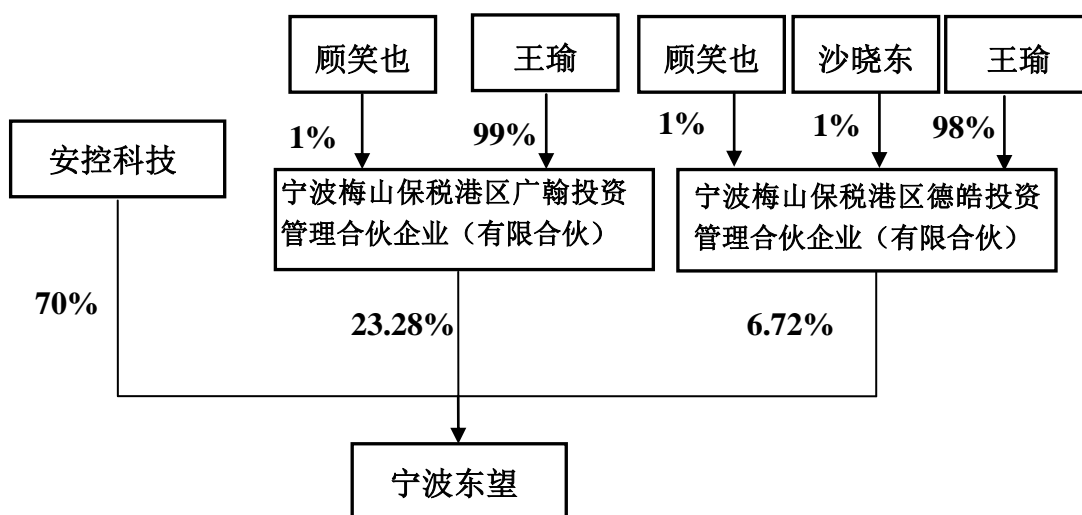 顾笑也
王瑜
顾笑也
沙晓东
王瑜
1%
99%
1%
1%
98%
安控科技
宁波梅山保税港区广翰投资
管理合伙企业（有限合伙）
宁波梅山保税港区德皓投资
管理合伙企业（有限合伙）
70%
23.28%
6.72%
宁波东望